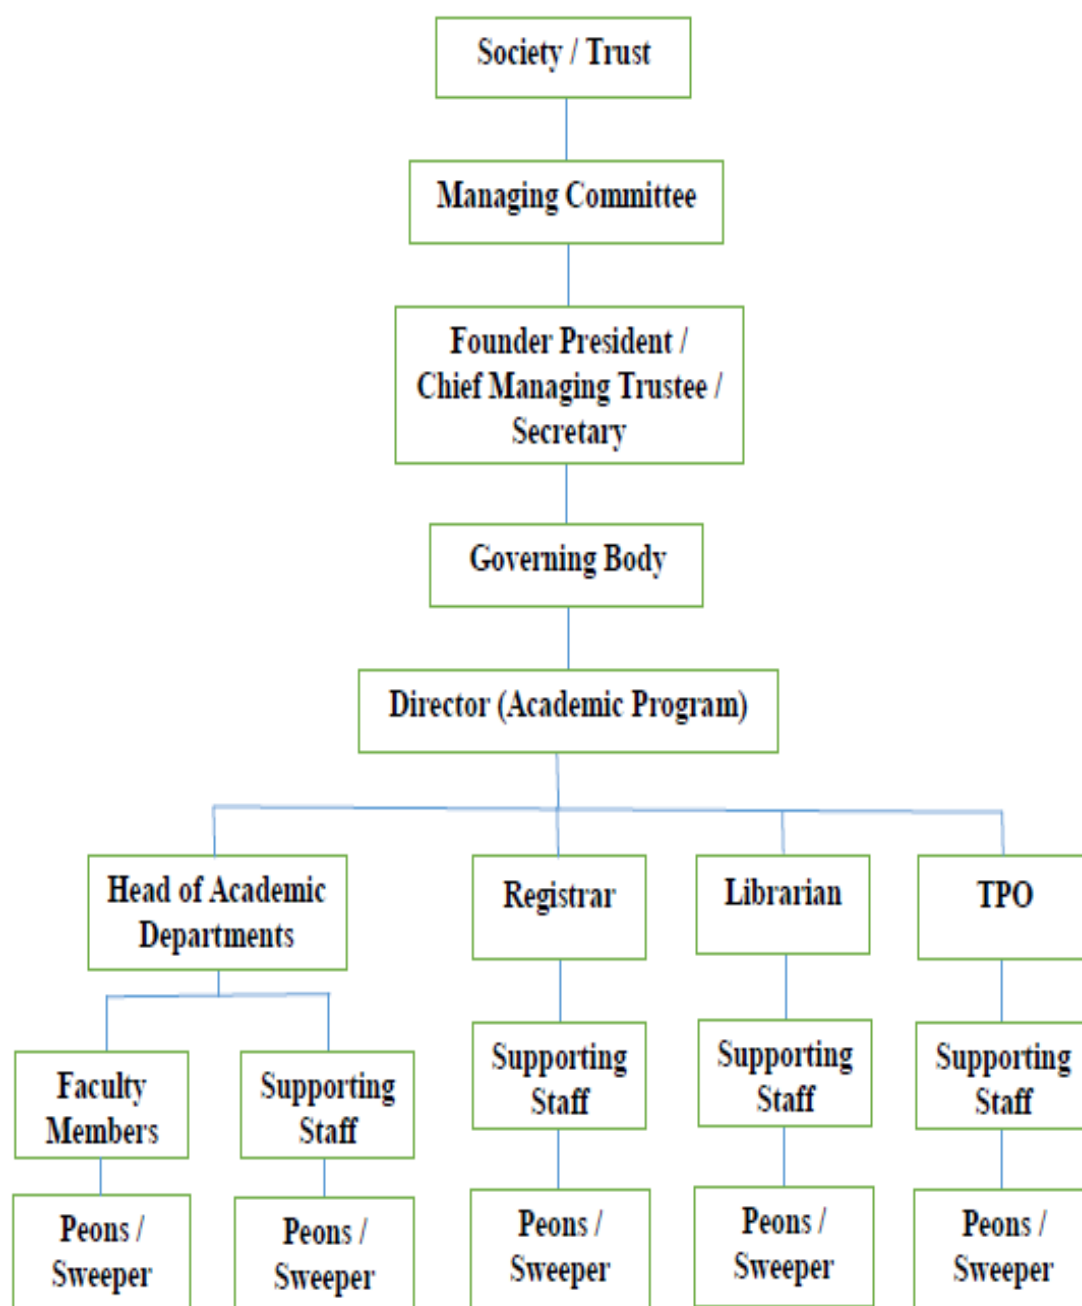 Society / Trust
Managing Committee
Founder President /
Chief Managing Trustee /
Secretary
Governing Body
Director (Academic Program)
Head of Academic
Departments
Registrar
Librarian
TPO
Faculty
Members
Supporting
Staff
Supporting
Staff
Supporting
Staff
Supporting
Staff
Peons /
Sweeper
Peons /
Sweeper
Peons /
Sweeper
Peons /
Sweeper
Peons /
Sweeper